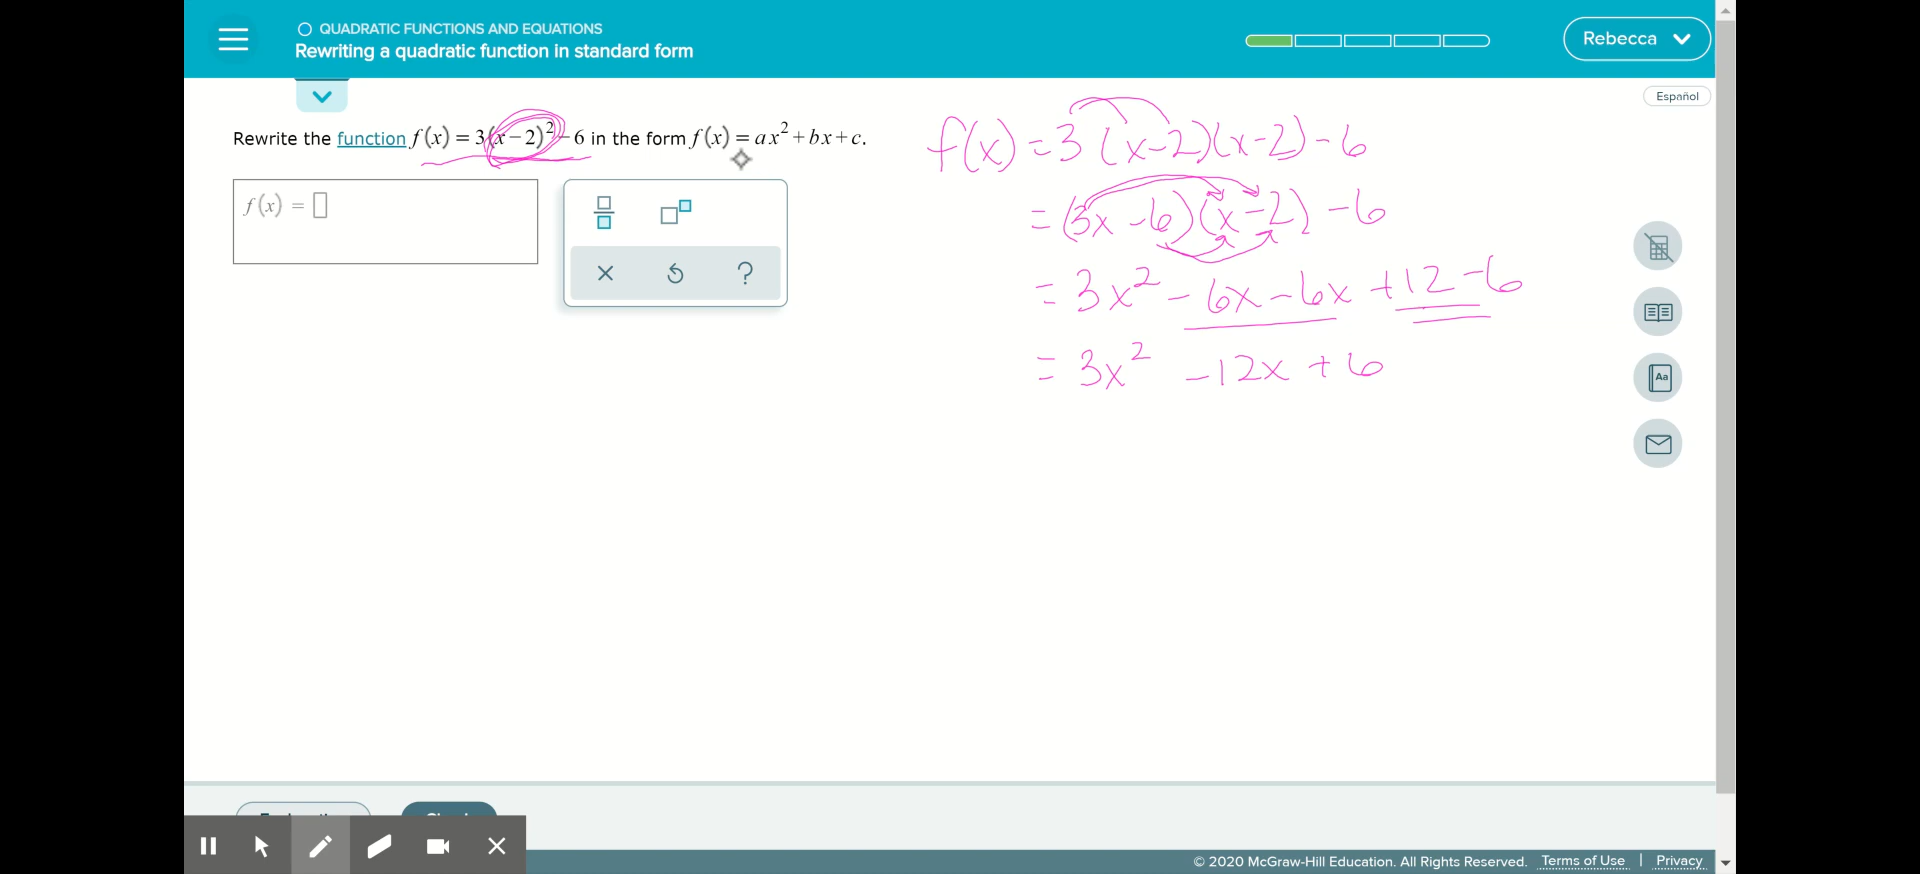 QUADRATIC FUNCTIONS AND EQUATIONS
Rewriting a quadratic function in standard form
Rebecca
Español
Rewrite the function f(x) = 3(x−2)² −6 in the form f(x) = ax² + bx + c.
f(x) =
?
f(x) = 3 (x-2)(x-2) - 6
= (3x - 6)(x-2) - 6
= 3x² - 6x - 6x + 12 - 6
= 3x² - 12x + 6
Aa
© 2020 McGraw-Hill Education. All Rights Reserved. Terms of Use | Privacy